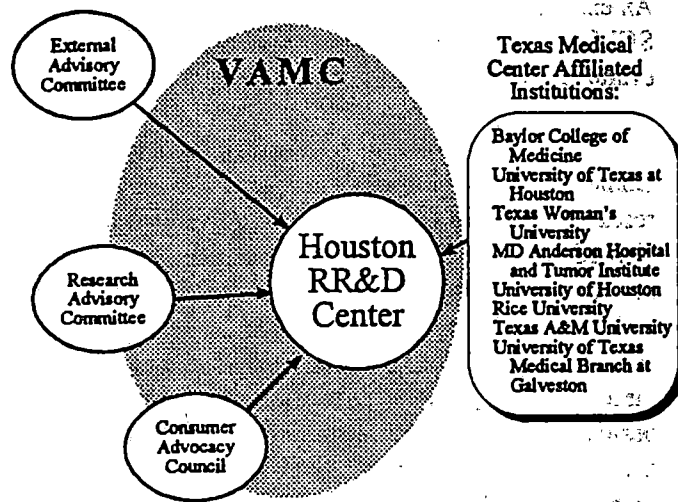 External
Advisory
Committee
VAMC
Texas Medical
Center Affiliated
Institutions:
Baylor College of
Medicine
University of Texas at
Houston
Texas Woman's
University
MD Anderson Hospital
and Tumor Institute
University of Houston
Rice University
Texas A&M University
University of Texas
Medical Branch at
Galveston
Houston
RR&D
Center
Research
Advisory
Committee
Consumer
Advocacy
Council